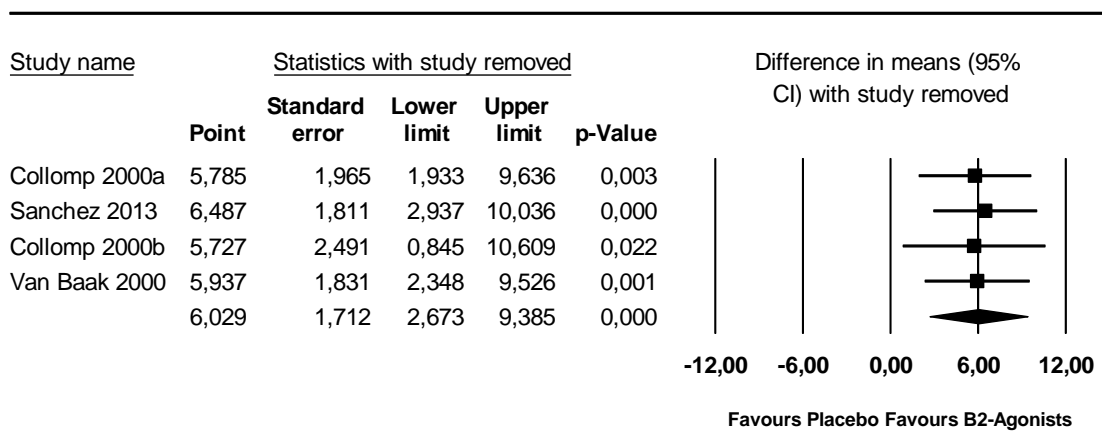 Study name Statistics with study removed Difference in means (95%
CI) with study removed
Standard Lower Upper
Point error limit limit p-Value
Collomp 2000a 5,785 1,965 1,933 9,636 0,003
Sanchez 2013 6,487 1,811 2,937 10,036 0,000
Collomp 2000b 5,727 2,491 0,845 10,609 0,022
Van Baak 2000 5,937 1,831 2,348 9,526 0,001
6,029 1,712 2,673 9,385 0,000
-12,00 -6,00 0,00 6,00 12,00
Favours Placebo Favours B2-Agonists